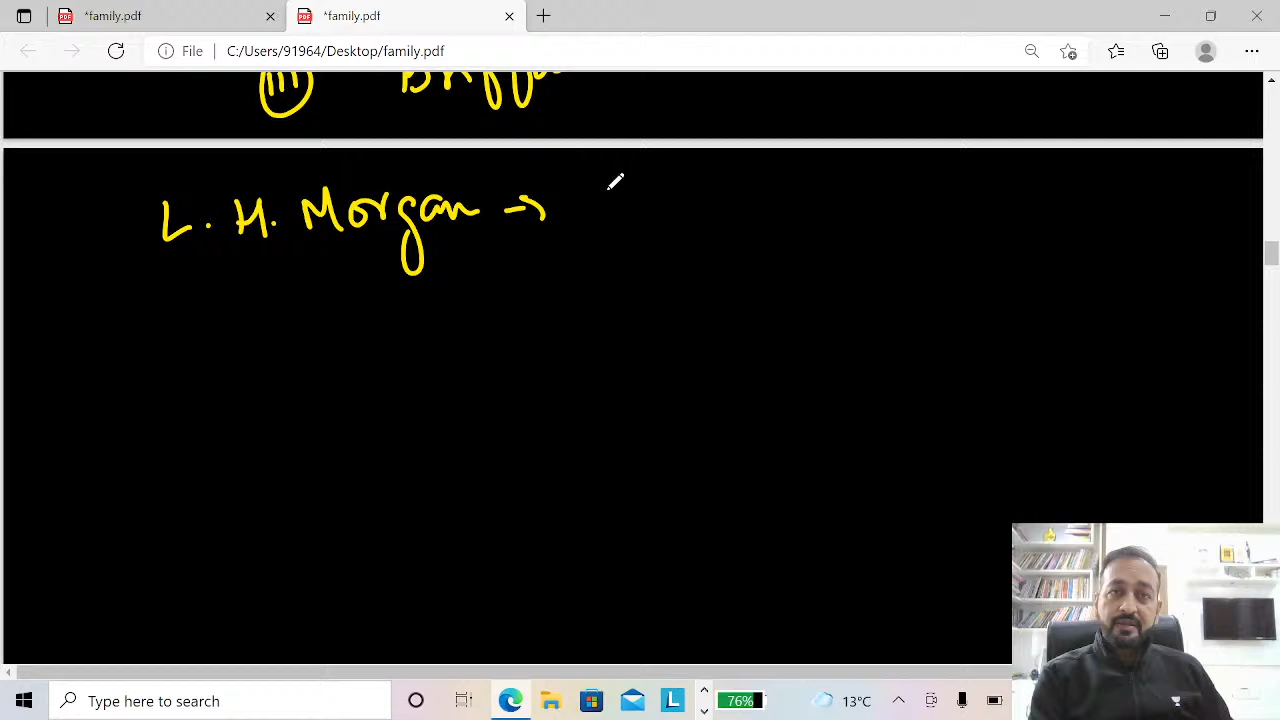 *family.pdf
*family.pdf
File
C:/Users/91964/Desktop/family.pdf
L. H. Morgan →
Type here to search
76%
13°C